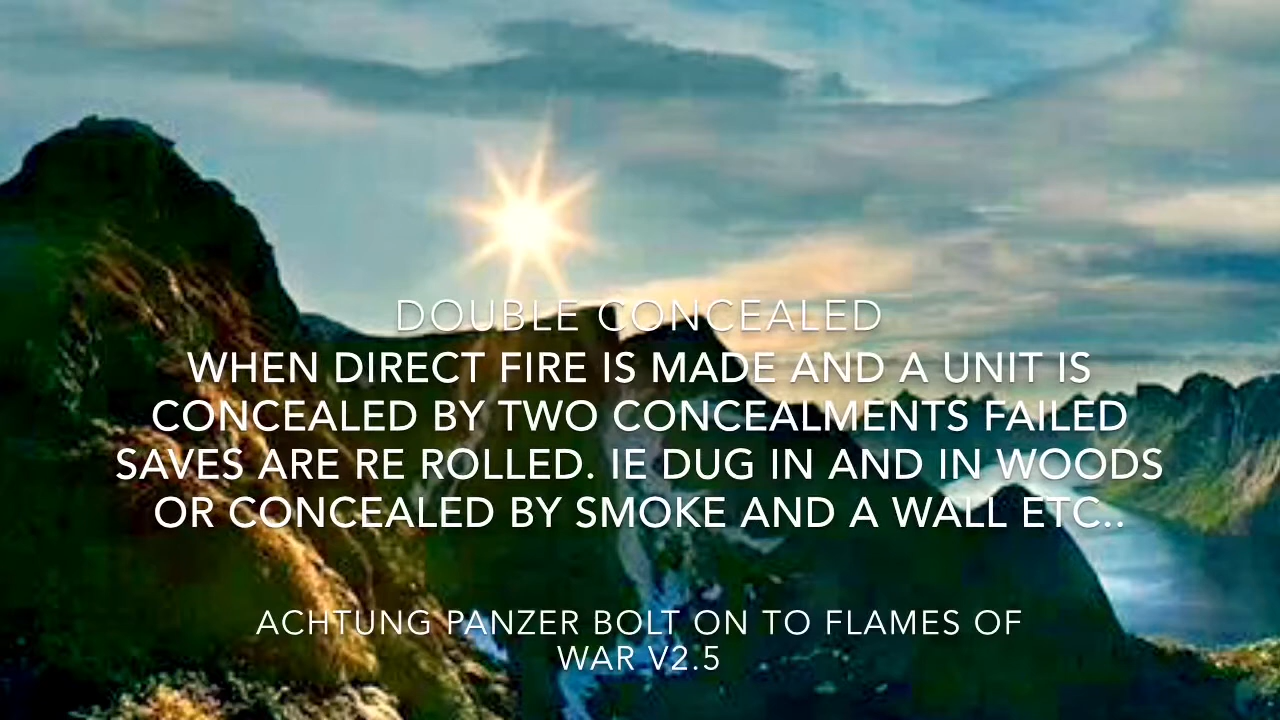 DOUBLE CONCEALED
WHEN DIRECT FIRE IS MADE AND A UNIT IS
CONCEALED BY TWO CONCEALMENTS FAILED
SAVES ARE RE ROLLED. IE DUG IN AND IN WOODS
OR CONCEALED BY SMOKE AND A WALL ETC..
ACHTUNG PANZER BOLT ON TO FLAMES OF
WAR V2.5